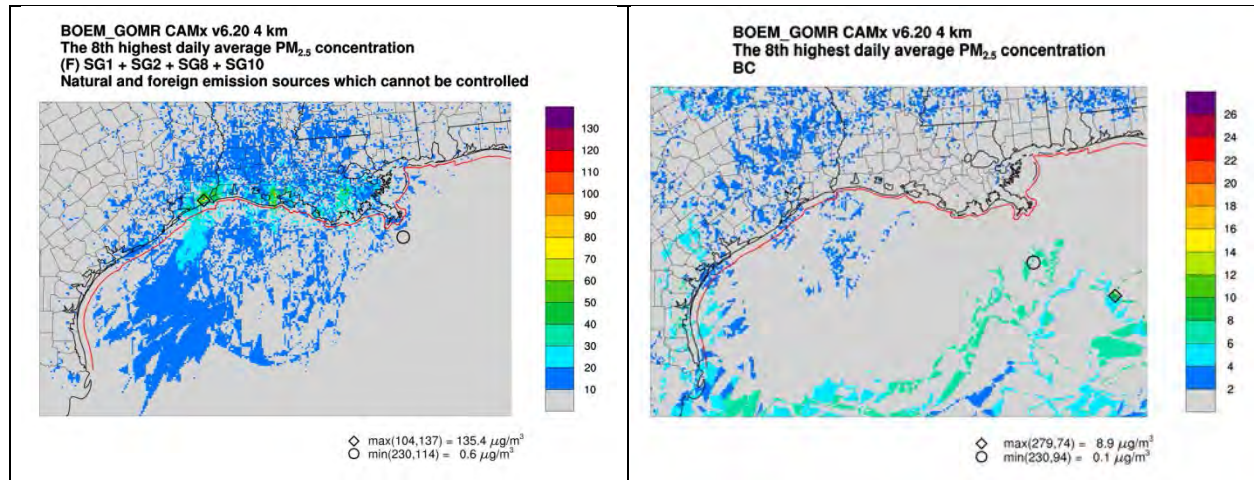 BOEM_GOMR CAMx v6.20 4 km
The 8th highest daily average PM2.5 concentration
(F) SG1 + SG2 + SG8 + SG10
Natural and foreign emission sources which cannot be controlled
130
120
110
100
90
80
70
60
50
40
30
20
10
max(104,137) = 135.4 µg/m³
min(230,114) = 0.6 µg/m³
BOEM_GOMR CAMx v6.20 4 km
The 8th highest daily average PM2.5 concentration
BC
26
24
22
20
18
16
14
12
10
8
6
4
2
max(279,74) = 8.9 µg/m³
min(230,94) = 0.1 µg/m³